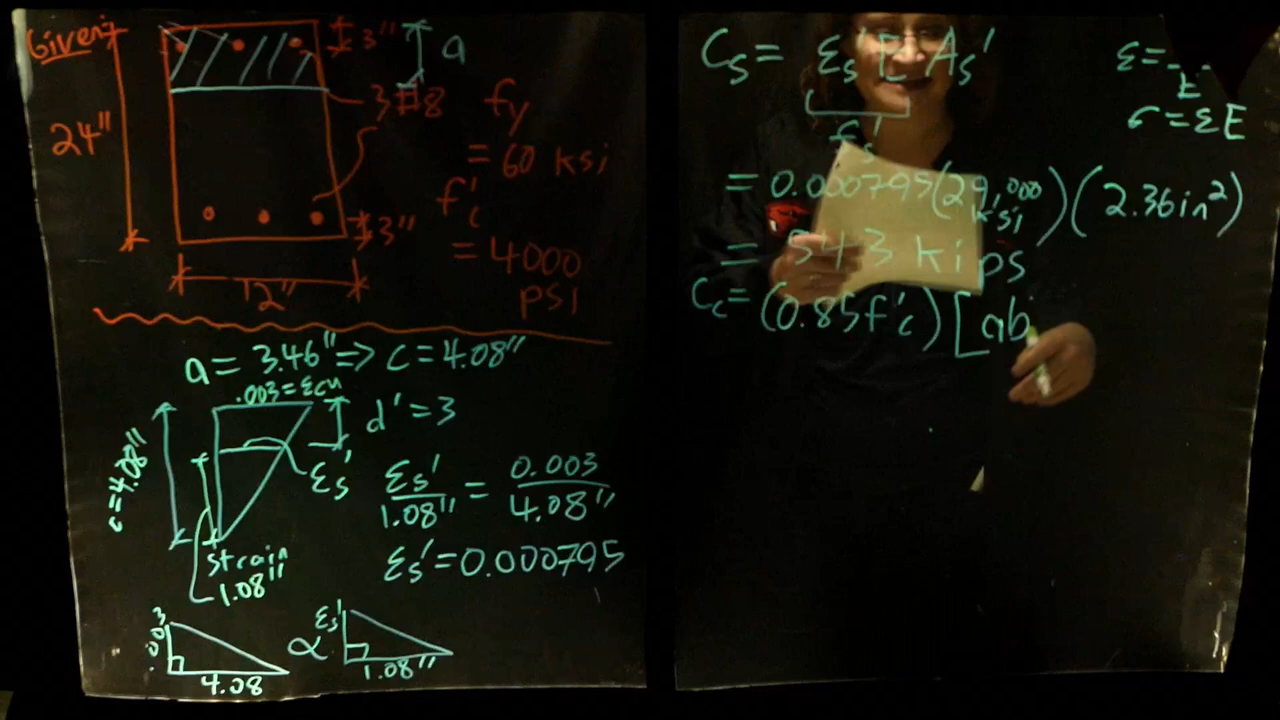 Given:
3"
a
24"
3#8
fy
= 60 ksi
f'c
= 4000
psi
3"
12"
a = 3.46" => c = 4.08"
.003 = εcu
d' = 3
c = 4.08"
εs'
εs'/1.08" = 0.003/4.08"
strain
1.08"
εs' = 0.000795
.003
4.08
α
εs'
1.08"
Cs = εs' E As'
fs'
ε = 
E
σ = εE
= 0.000795(29,000 ksi)(2.36in²)
= 543 kips
Cc = (0.85f'c)[ab